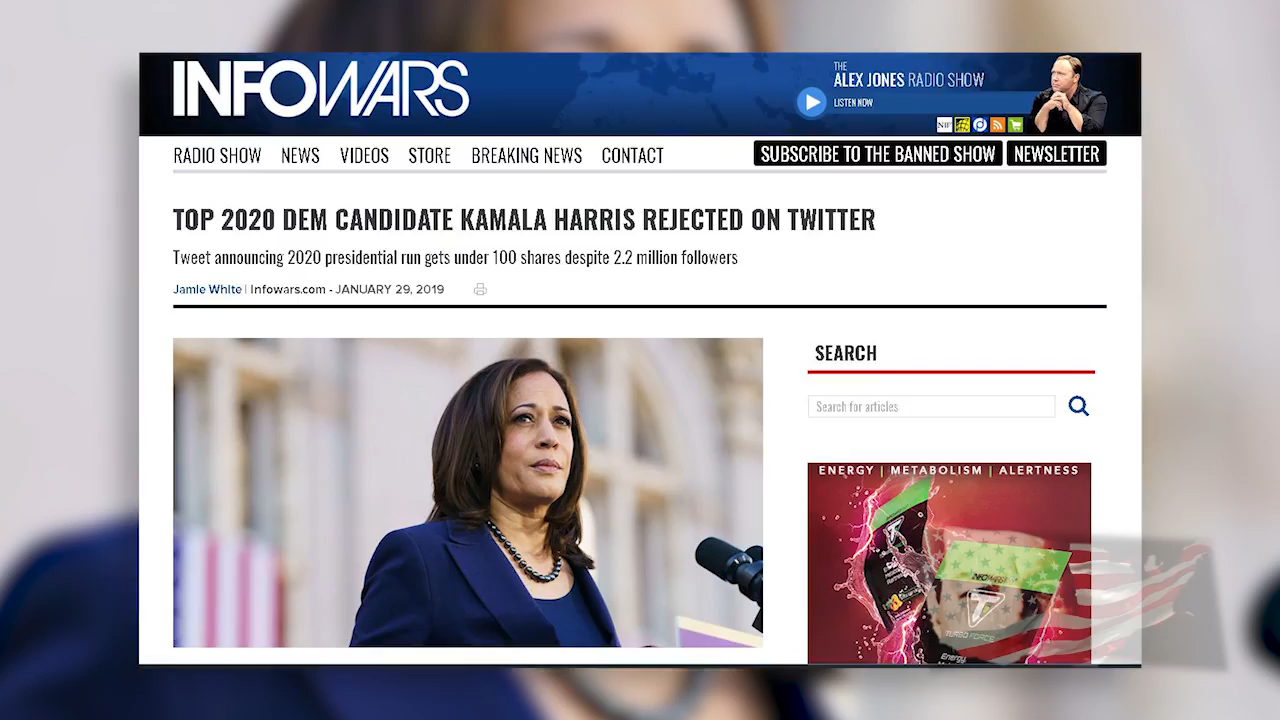 INFOWARS
THE
ALEX JONES RADIO SHOW
LISTEN NOW
RADIO SHOW NEWS VIDEOS STORE BREAKING NEWS CONTACT
SUBSCRIBE TO THE BANNED SHOW NEWSLETTER
TOP 2020 DEM CANDIDATE KAMALA HARRIS REJECTED ON TWITTER
Tweet announcing 2020 presidential run gets under 100 shares despite 2.2 million followers
Jamie White | Infowars.com - JANUARY 29, 2019
SEARCH
Search for articles
ENERGY | METABOLISM | ALERTNESS
INFOWARS
TURBO FORCE
Energy